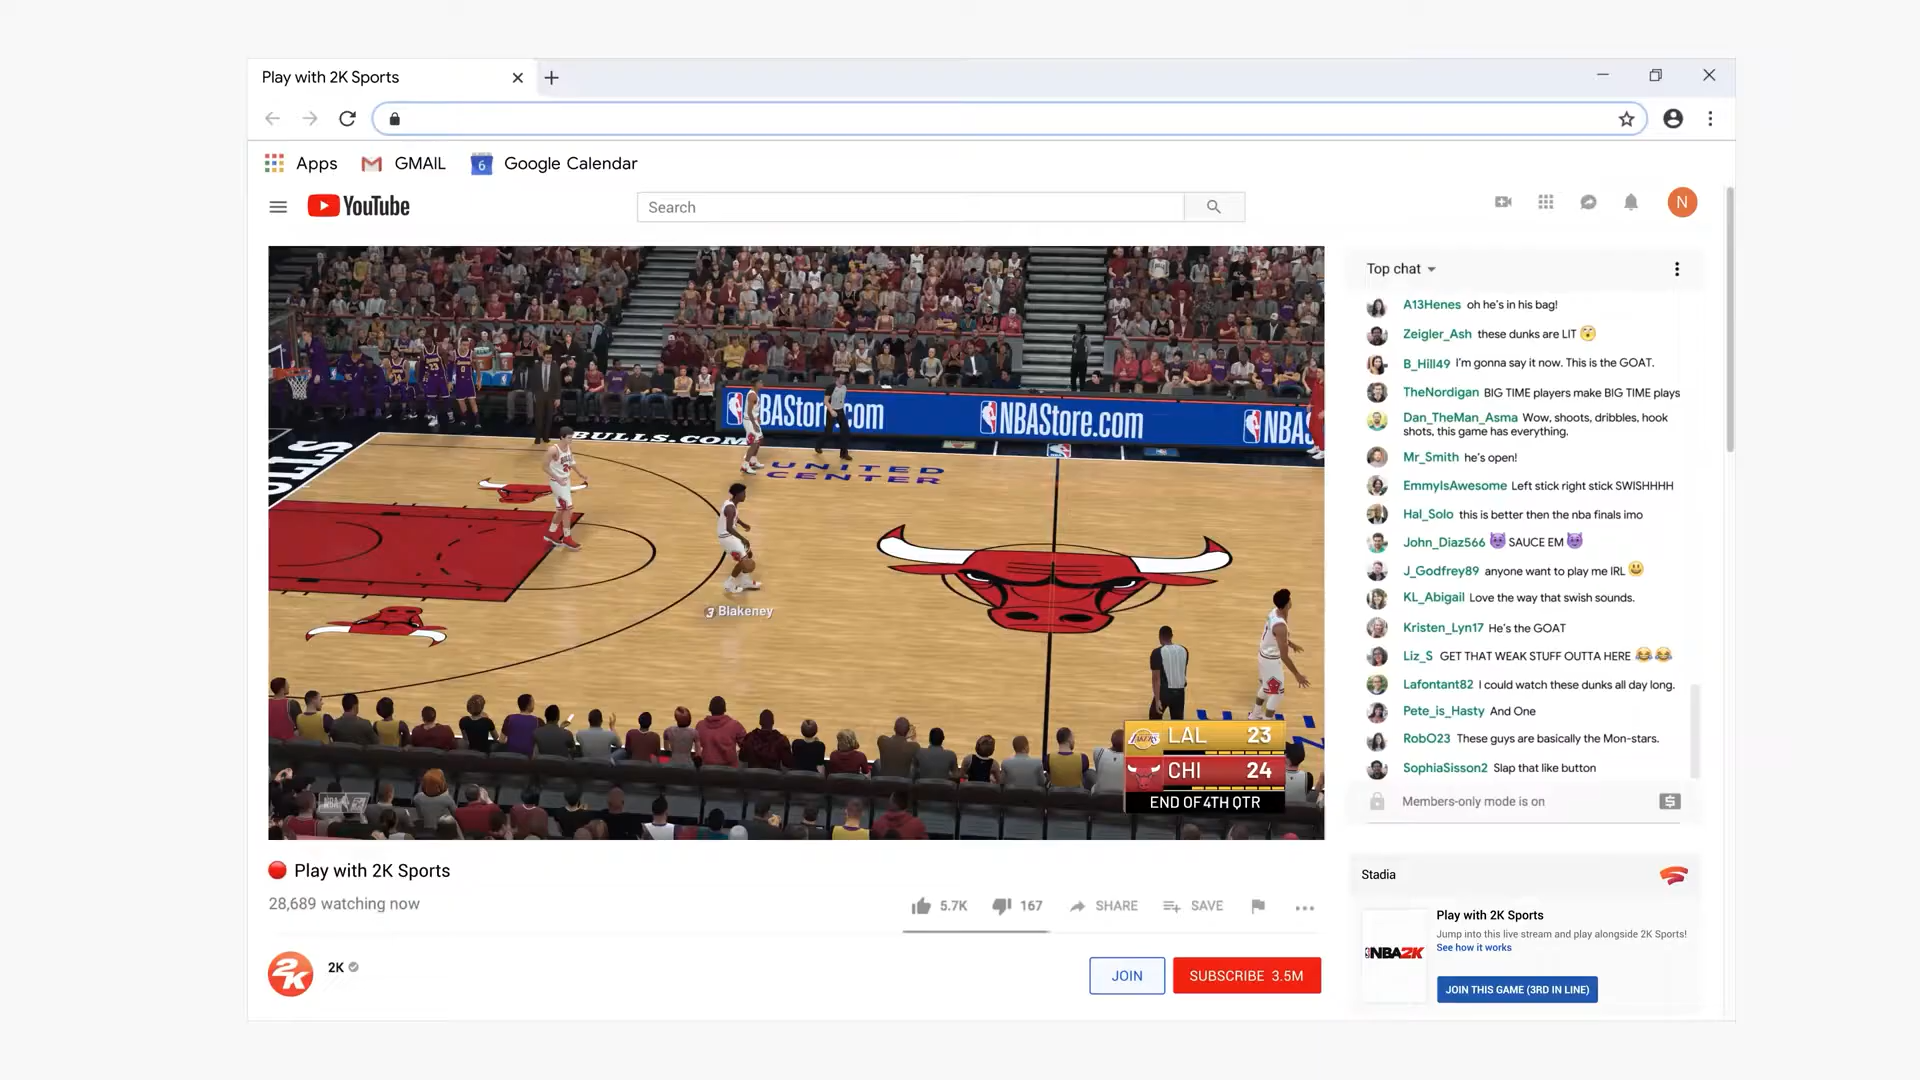 Play with 2K Sports
Apps GMAIL 6 Google Calendar
YouTube
Search
N
Top chat
A13Henes oh he's in his bag!
Zeigler_Ash these dunks are LIT 😮
B_Hill49 I'm gonna say it now. This is the GOAT.
TheNordigan BIG TIME players make BIG TIME plays
Dan_TheMan_Asma Wow, shoots, dribbles, hook
shots, this game has everything.
Mr_Smith he's open!
EmmyIsAwesome Left stick right stick SWISHHHH
Hal_Solo this is better then the nba finals imo
John_Diaz566 😈 SAUCE EM 😈
J_Godfrey89 anyone want to play me IRL 😃
KL_Abigail Love the way that swish sounds.
Kristen_Lyn17 He's the GOAT
Liz_S GET THAT WEAK STUFF OUTTA HERE 😂😂
Lafontant82 I could watch these dunks all day long.
Pete_is_Hasty And One
RobO23 These guys are basically the Mon-stars.
SophiaSisson2 Slap that like button
Members-only mode is on
NBAStore.com NBAStore.com NBAS
BULLS.COM
UNITED
CENTER
3 Blakeney
LAKERS LAL 23
CHI 24
END OF 4TH QTR
Play with 2K Sports
28,689 watching now
5.7K 167 SHARE SAVE
2K
2K
JOIN SUBSCRIBE 3.5M
Stadia
NBA2K
Play with 2K Sports
Jump into this live stream and play alongside 2K Sports!
See how it works
JOIN THIS GAME (3RD IN LINE)